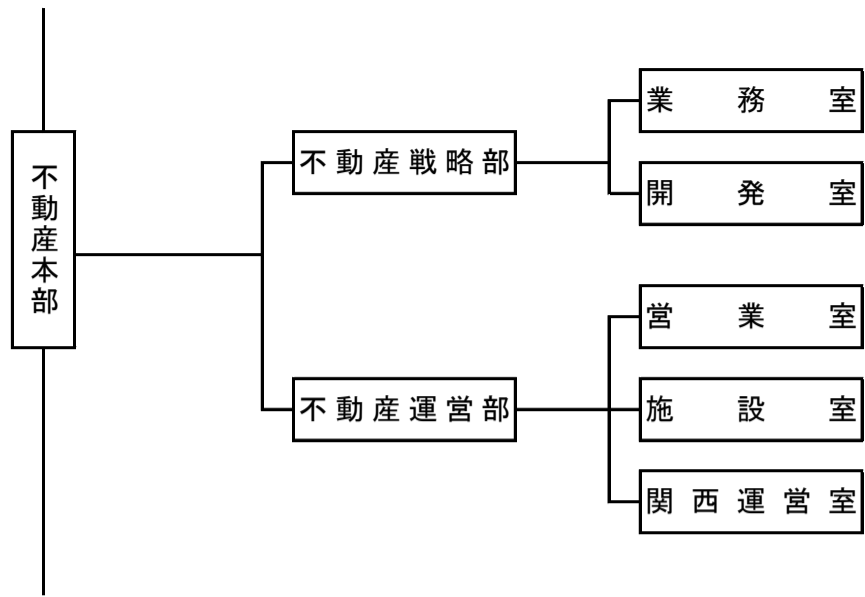 不動産本部
不動産戦略部
業務室
開発室
不動産運営部
営業室
施設室
関西運営室